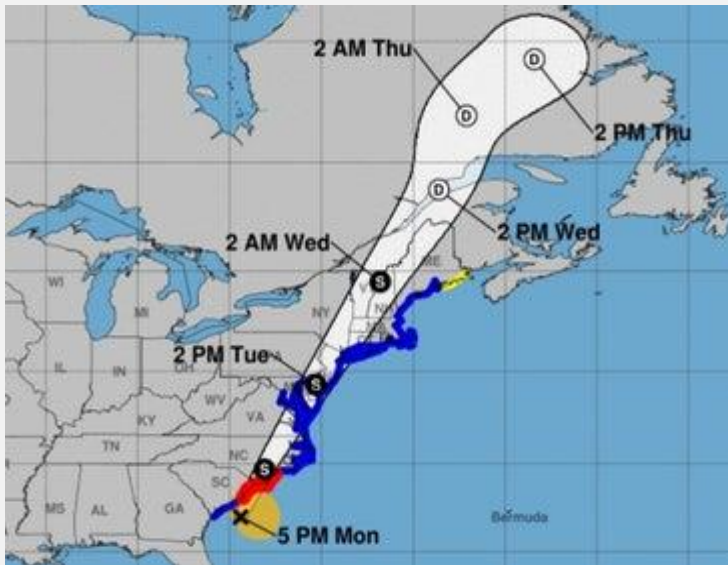 2 AM Thu
D
D
2 PM Thu
D
2 AM Wed
2 PM Wed
S
ME
WI
MI
NY
NH
2 PM Tue
S
IL
IN
OH
WV
VA
KY
TN
NC
S
SC
MS
AL
GA
5 PM Mon
Bermuda